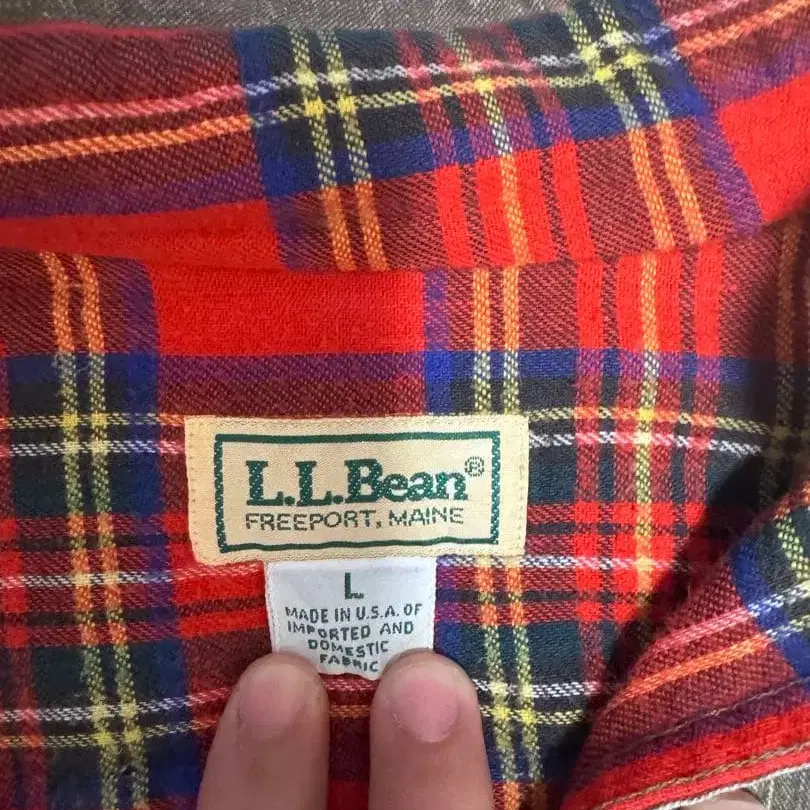 L.L.Bean®
FREEPORT, MAINE
L
MADE IN U.S.A. OF
IMPORTED AND
DOMESTIC
FABRIC